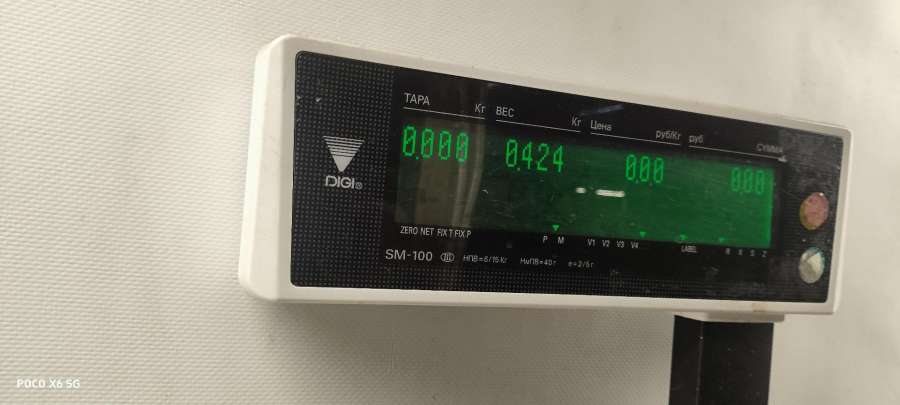 ТАРА Кг ВЕС Кг Цена руб/Кг руб СУММА
0.000 0.424 0.00 0.00
DIGI®
ZERO NET FIX T FIX P P M V1 V2 V3 V4 LABEL R X S Z
SM-100 НПВ=6/15 Кг НмПВ=40 г e=2/5 г
POCO X6 5G